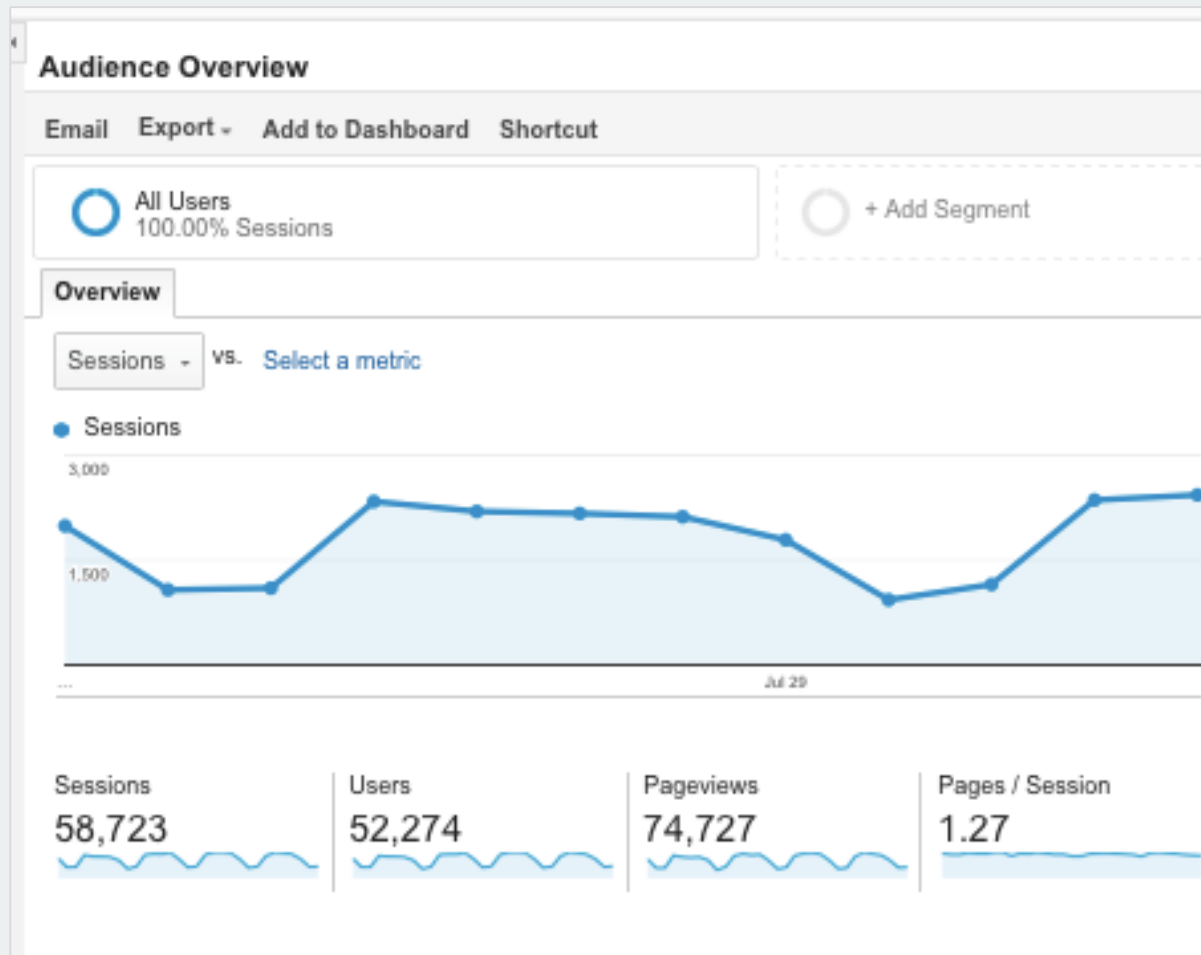 Audience Overview
Email Export Add to Dashboard Shortcut
All Users
100.00% Sessions
+ Add Segment
Overview
Sessions vs. Select a metric
Sessions
3,000
1,500
... Jul 29
Sessions Users Pageviews Pages / Session
58,723 52,274 74,727 1.27